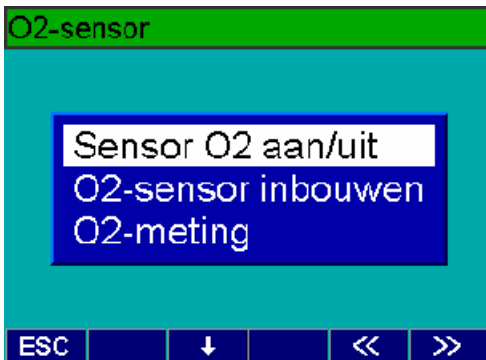 O2-sensor
Sensor O2 aan/uit
O2-sensor inbouwen
O2-meting
ESC ↓ << >>